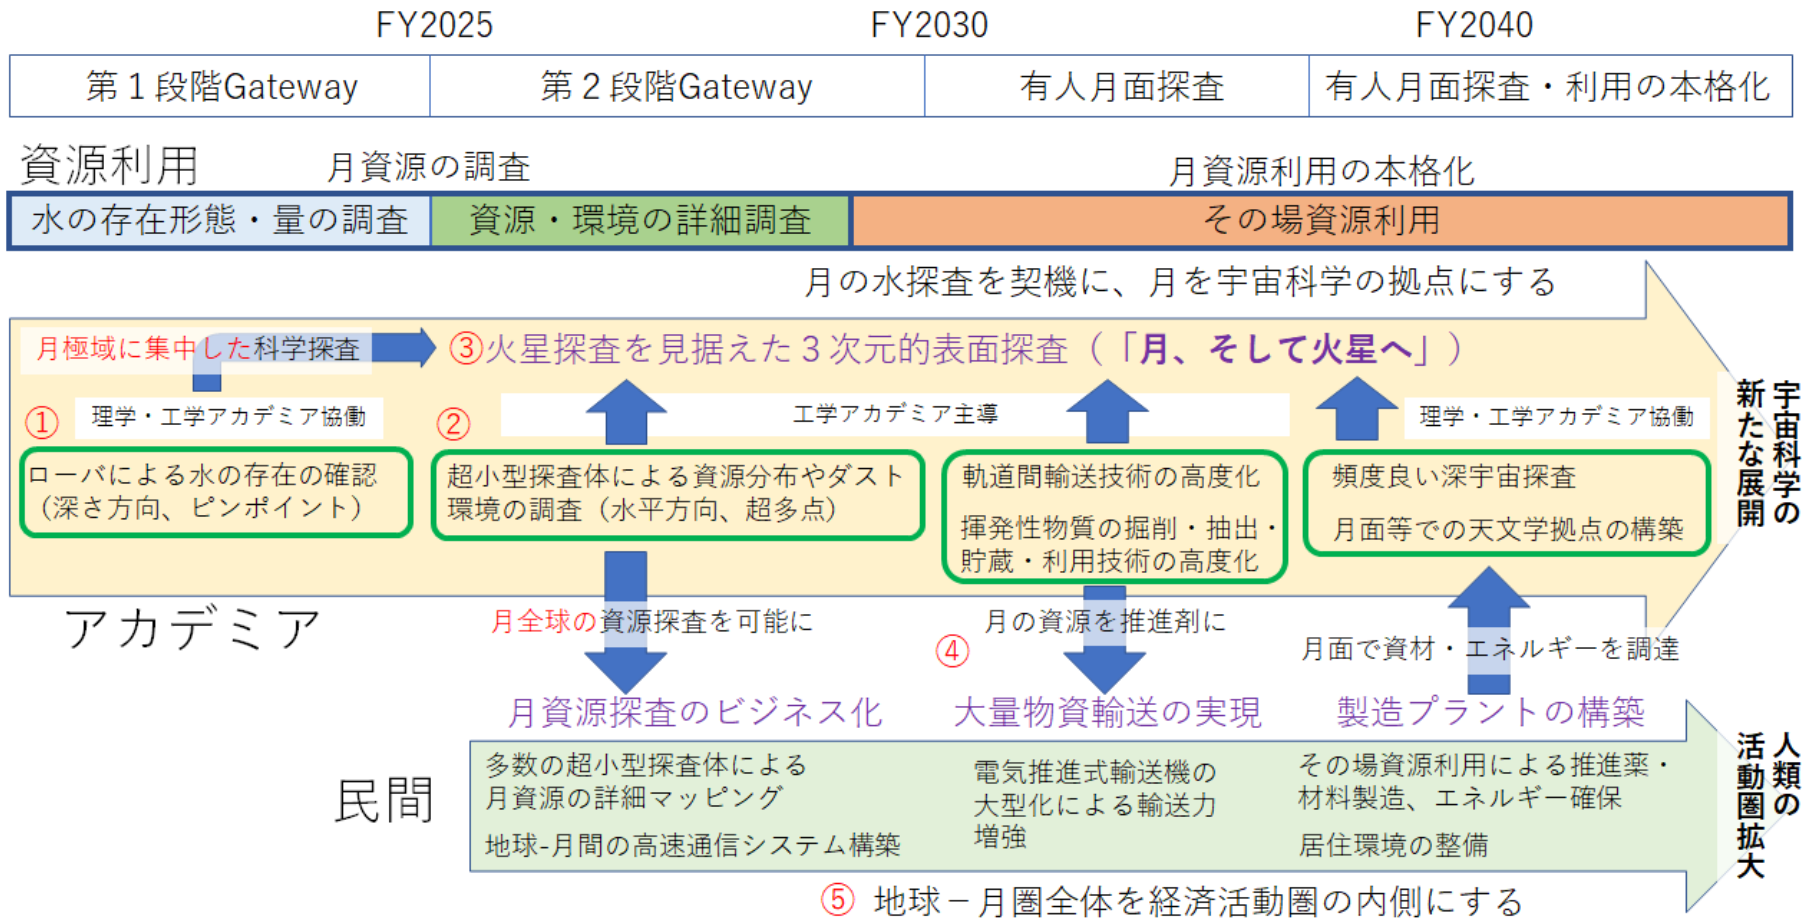 FY2025
FY2030
FY2040
第１段階Gateway
第２段階Gateway
有人月面探査
有人月面探査・利用の本格化
資源利用
月資源の調査
月資源利用の本格化
水の存在形態・量の調査
資源・環境の詳細調査
その場資源利用
月の水探査を契機に、月を宇宙科学の拠点にする
月極域に集中した科学探査
③火星探査を見据えた３次元的表面探査（「月、そして火星へ」）
①
理学・工学アカデミア協働
②
工学アカデミア主導
理学・工学アカデミア協働
ローバによる水の存在の確認
（深さ方向、ピンポイント）
超小型探査体による資源分布やダスト
環境の調査（水平方向、超多点）
軌道間輸送技術の高度化
揮発性物質の掘削・抽出・
貯蔵・利用技術の高度化
頻度良い深宇宙探査
月面等での天文学拠点の構築
宇宙科学の
新たな展開
アカデミア
月全球の資源探査を可能に
④
月の資源を推進剤に
月面で資材・エネルギーを調達
月資源探査のビジネス化
大量物資輸送の実現
製造プラントの構築
民間
多数の超小型探査体による
月資源の詳細マッピング
地球-月間の高速通信システム構築
電気推進式輸送機の
大型化による輸送力
増強
その場資源利用による推進薬・
材料製造、エネルギー確保
居住環境の整備
人類の
活動圏拡大
⑤ 地球－月圏全体を経済活動圏の内側にする